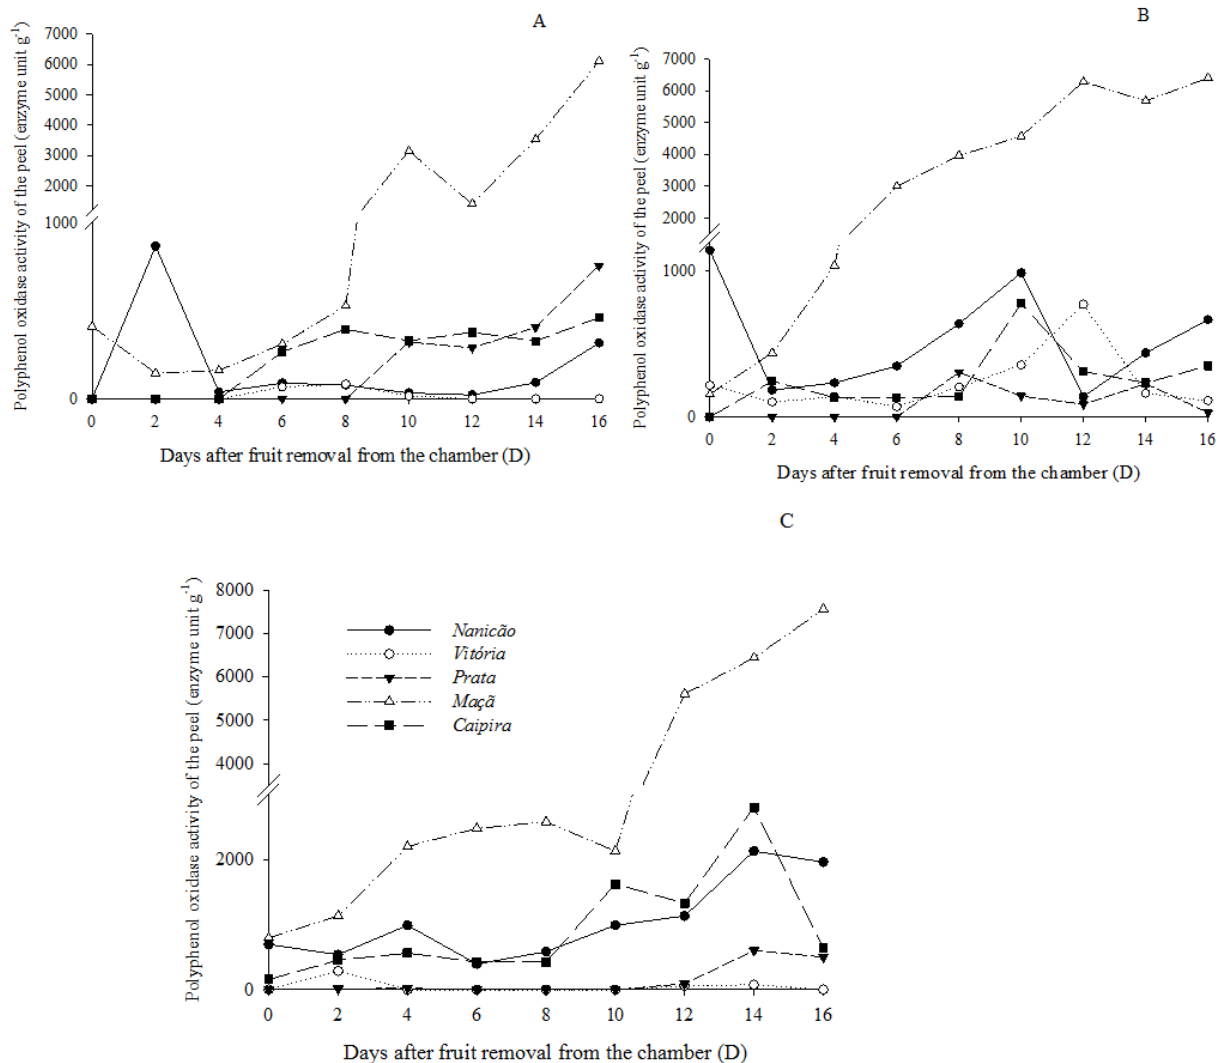 A
Polyphenol oxidase activity of the peel (enzyme unit g⁻¹)
7000
6000
5000
4000
3000
2000
1000
0
0 2 4 6 8 10 12 14 16
Days after fruit removal from the chamber (D)
B
Polyphenol oxidase activity of the peel (enzyme unit g⁻¹)
7000
6000
5000
4000
3000
2000
1000
0
0 2 4 6 8 10 12 14 16
Days after fruit removal from the chamber (D)
C
Polyphenol oxidase activity of the peel (enzyme unit g⁻¹)
8000
7000
6000
5000
4000
2000
0
Nanicão
Vitória
Prata
Maçã
Caipira
0 2 4 6 8 10 12 14 16
Days after fruit removal from the chamber (D)